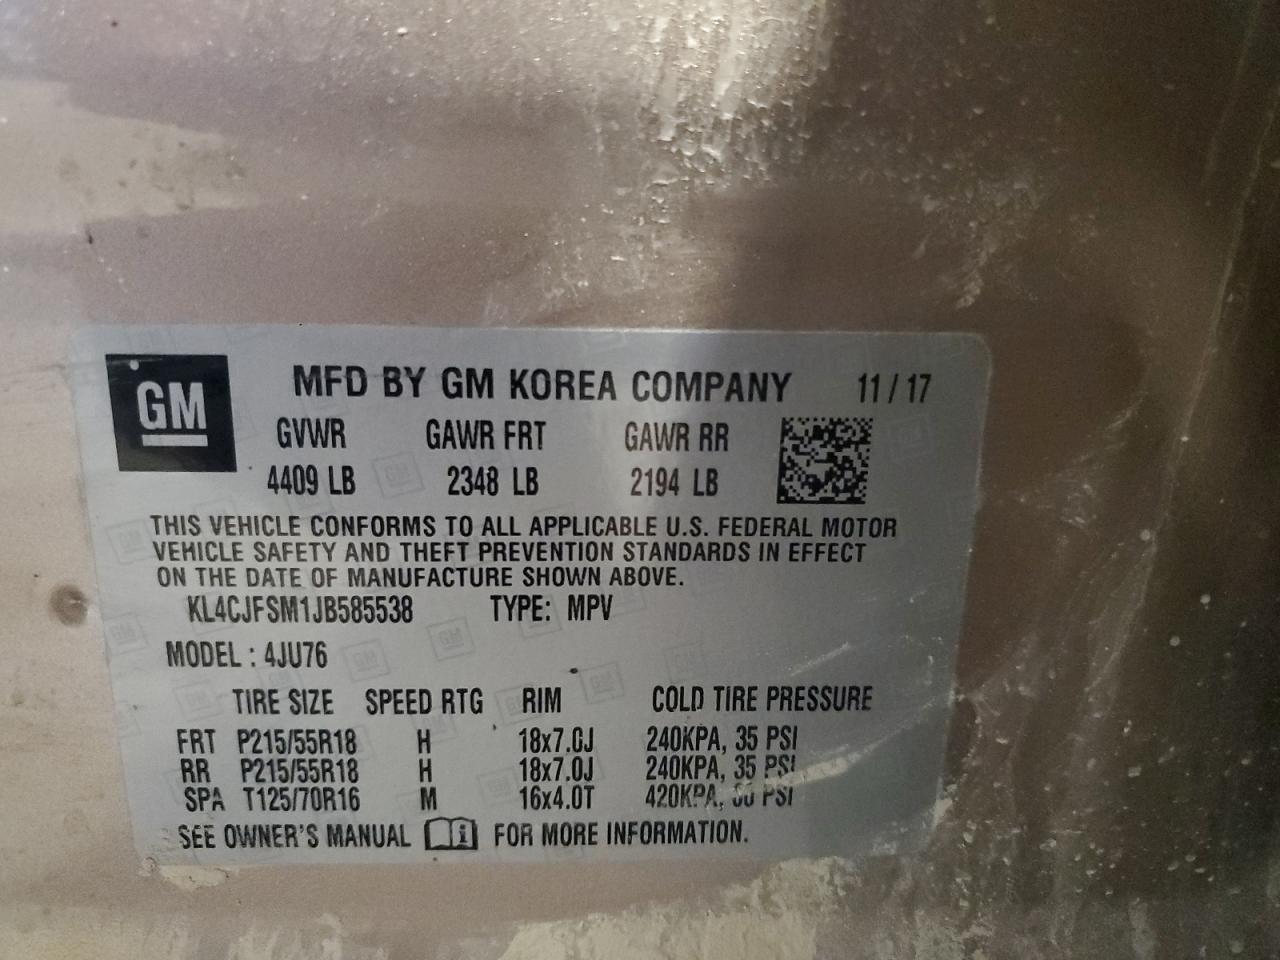 GM
MFD BY GM KOREA COMPANY 11/17
GVWR GAWR FRT GAWR RR
4409 LB 2348 LB 2194 LB
THIS VEHICLE CONFORMS TO ALL APPLICABLE U.S. FEDERAL MOTOR
VEHICLE SAFETY AND THEFT PREVENTION STANDARDS IN EFFECT
ON THE DATE OF MANUFACTURE SHOWN ABOVE.
KL4CJFSM1JB585538 TYPE: MPV
MODEL : 4JU76
TIRE SIZE SPEED RTG RIM COLD TIRE PRESSURE
FRT P215/55R18 H 18x7.0J 240KPA, 35 PSI
RR P215/55R18 H 18x7.0J 240KPA, 35 PSI
SPA T125/70R16 M 16x4.0T 420KPA, PSI
SEE OWNER'S MANUAL FOR MORE INFORMATION.